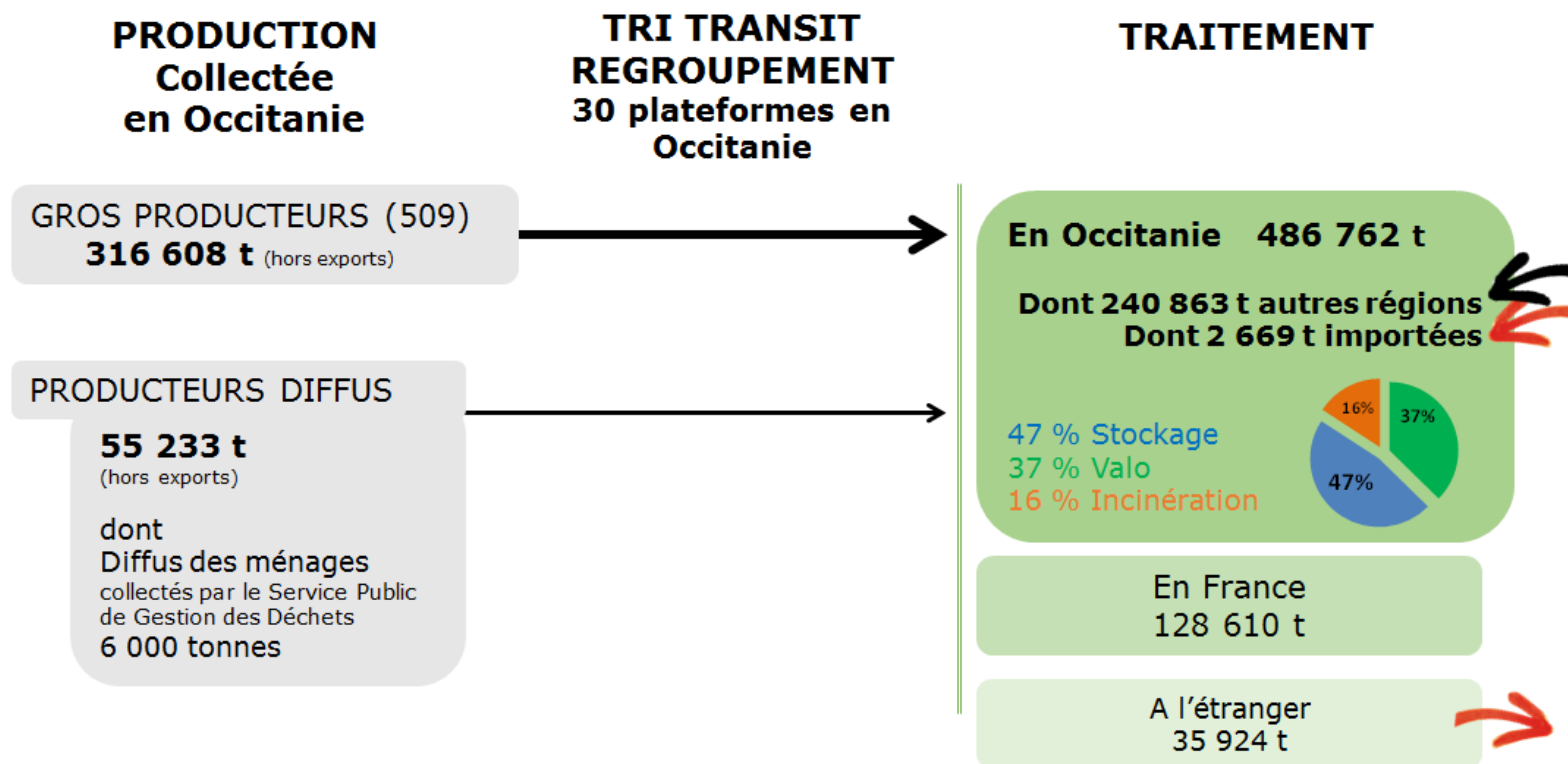 PRODUCTION
Collectée
en Occitanie
TRI TRANSIT
REGROUPEMENT
30 plateformes en
Occitanie
TRAITEMENT
GROS PRODUCTEURS (509)
316 608 t (hors exports)
PRODUCTEURS DIFFUS
55 233 t
(hors exports)
dont
Diffus des ménages
collectés par le Service Public
de Gestion des Déchets
6 000 tonnes
En Occitanie 486 762 t
Dont 240 863 t autres régions
Dont 2 669 t importées
47 % Stockage
37 % Valo
16 % Incinération
16%
37%
47%
En France
128 610 t
A l'étranger
35 924 t